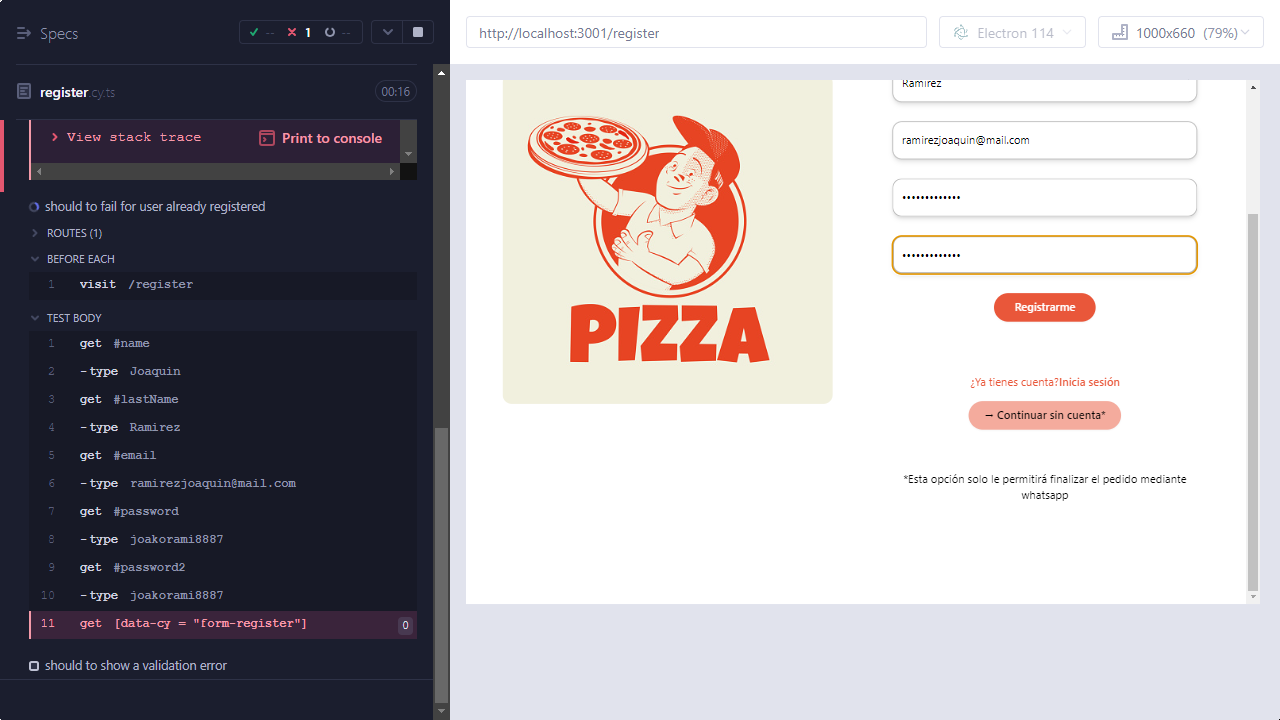 Specs
-- 1 --
register.cy.ts 00:16
View stack trace Print to console
should to fail for user already registered
ROUTES (1)
BEFORE EACH
1 visit /register
TEST BODY
1 get #name
2 -type Joaquin
3 get #lastName
4 -type Ramirez
5 get #email
6 -type ramirezjoaquin@mail.com
7 get #password
8 -type joakorami8887
9 get #password2
10 -type joakorami8887
11 get [data-cy = "form-register"] 0
should to show a validation error
http://localhost:3001/register
Electron 114
1000x660 (79%)
PIZZA
Ramirez
ramirezjoaquin@mail.com
•••••••••••••
•••••••••••••
Registrarme
¿Ya tienes cuenta?Inicia sesión
→ Continuar sin cuenta*
*Esta opción solo le permitirá finalizar el pedido mediante
whatsapp